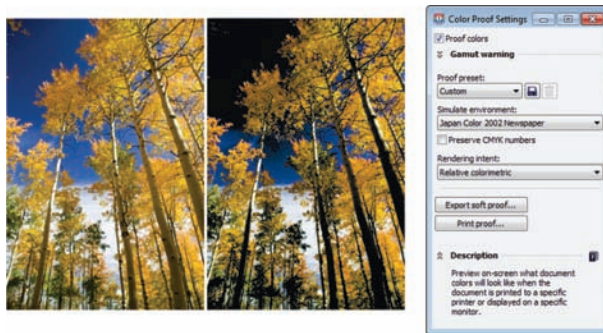 Color Proof Settings
Proof colors
Gamut warning
Proof preset:
Custom
Simulate environment:
Japan Color 2002 Newspaper
Preserve CMYK numbers
Rendering intent:
Relative colorimetric
Export soft proof...
Print proof...
Description
Preview on-screen what document
colors will look like when the
document is printed to a specific
printer or displayed on a specific
monitor.